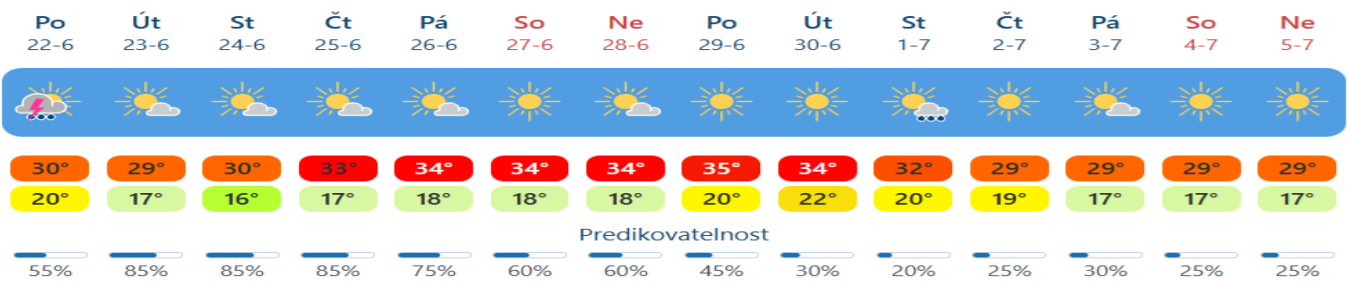 Po Út St Čt Pá So Ne Po Út St Čt Pá So Ne
22-6 23-6 24-6 25-6 26-6 27-6 28-6 29-6 30-6 1-7 2-7 3-7 4-7 5-7
30° 29° 30° 33° 34° 34° 34° 35° 34° 32° 29° 29° 29° 29°
20° 17° 16° 17° 18° 18° 18° 20° 22° 20° 19° 17° 17° 17°
Predikovatelnost
55% 85% 85% 85% 75% 60% 60% 45% 30% 20% 25% 30% 25% 25%